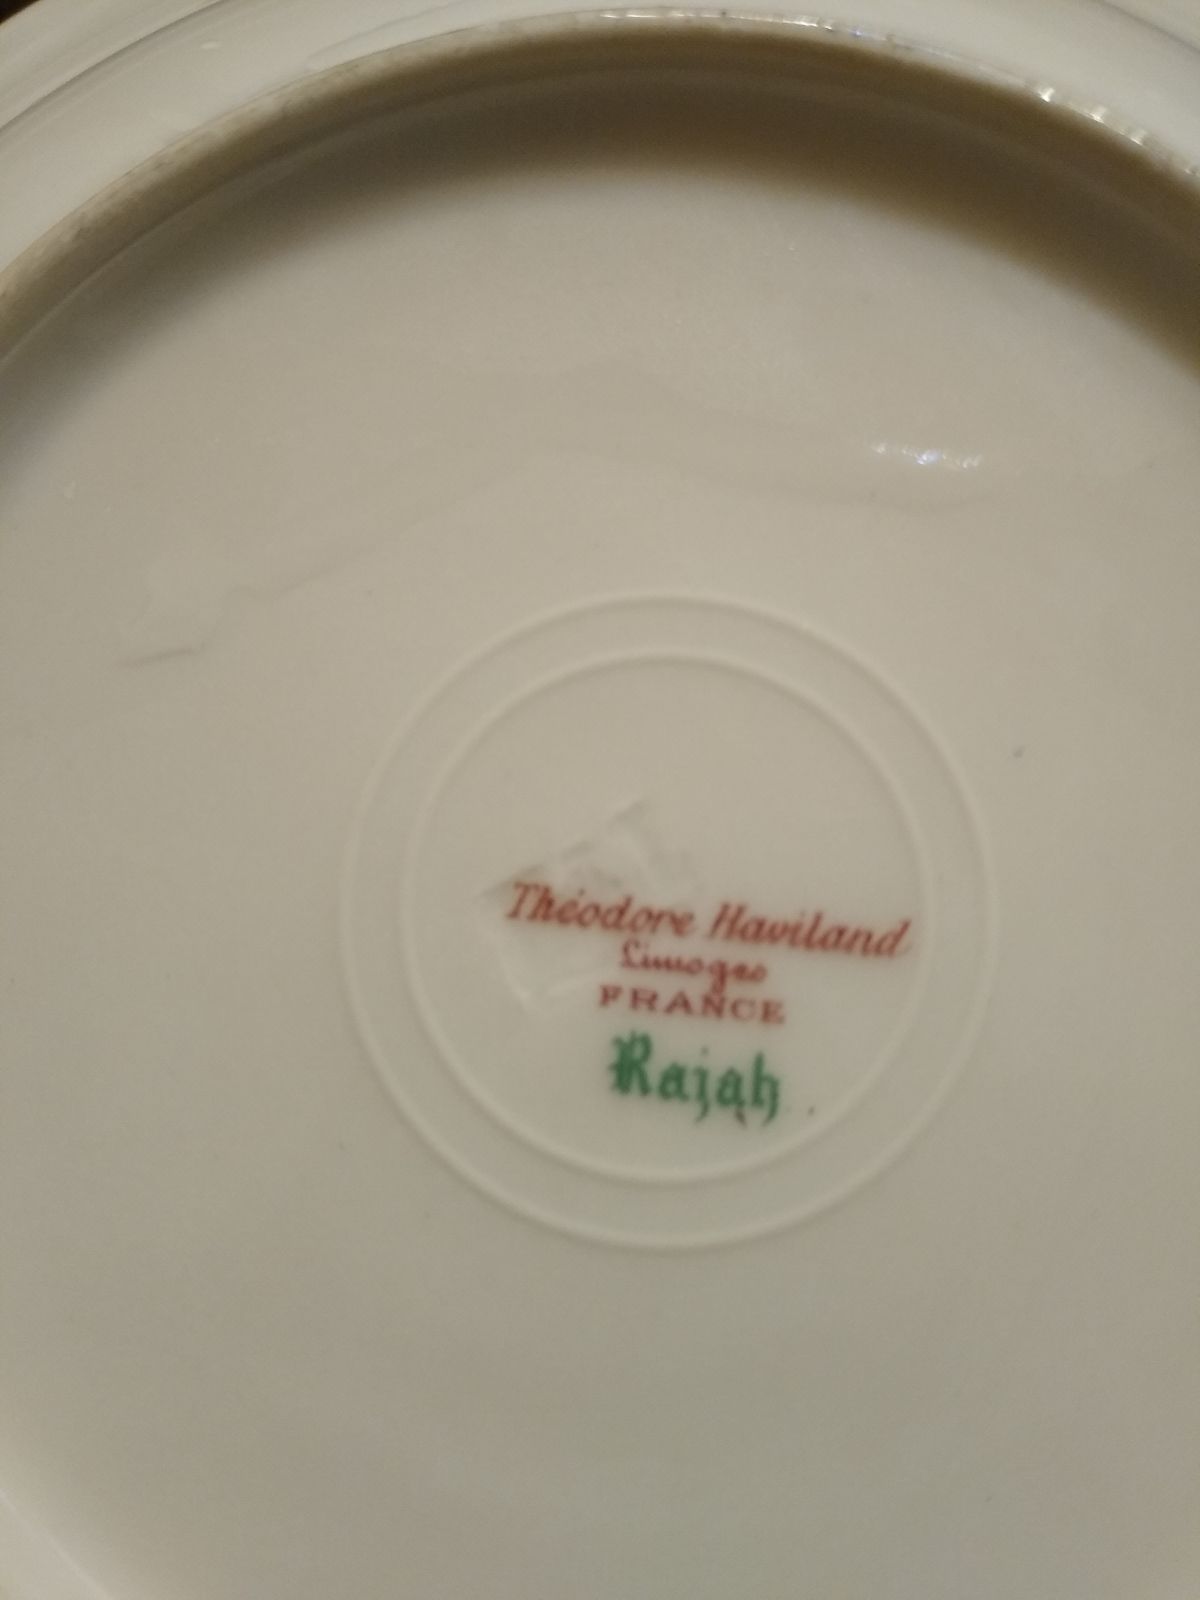 Théodore Haviland
Limoges
FRANCE
Rajah